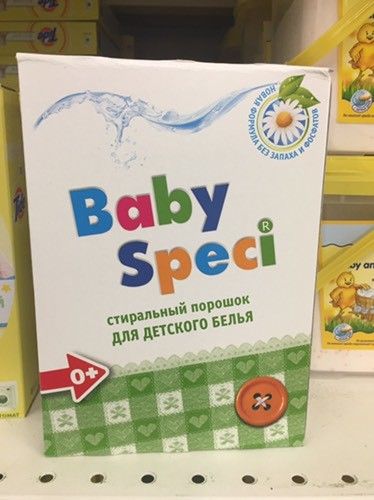 НОВАЯ ФОРМУЛА БЕЗ ЗАПАХА И ФОСФАТОВ
Baby
Speci®
стиральный порошок
ДЛЯ ДЕТСКОГО БЕЛЬЯ
0+